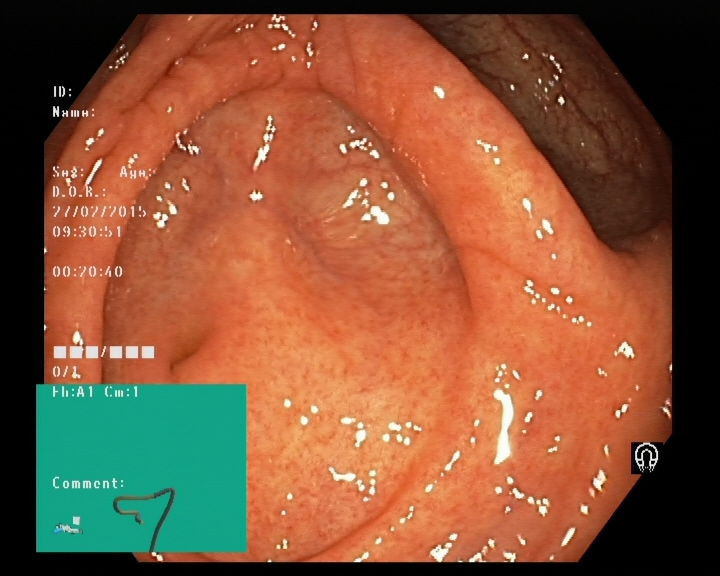 ID:
Name:
Sex: Age:
D.O.B.:
27/02/2015
09:30:51
00:20:40
■■■/■■■
0/1
Eh:A1 Cm:1
Comment: